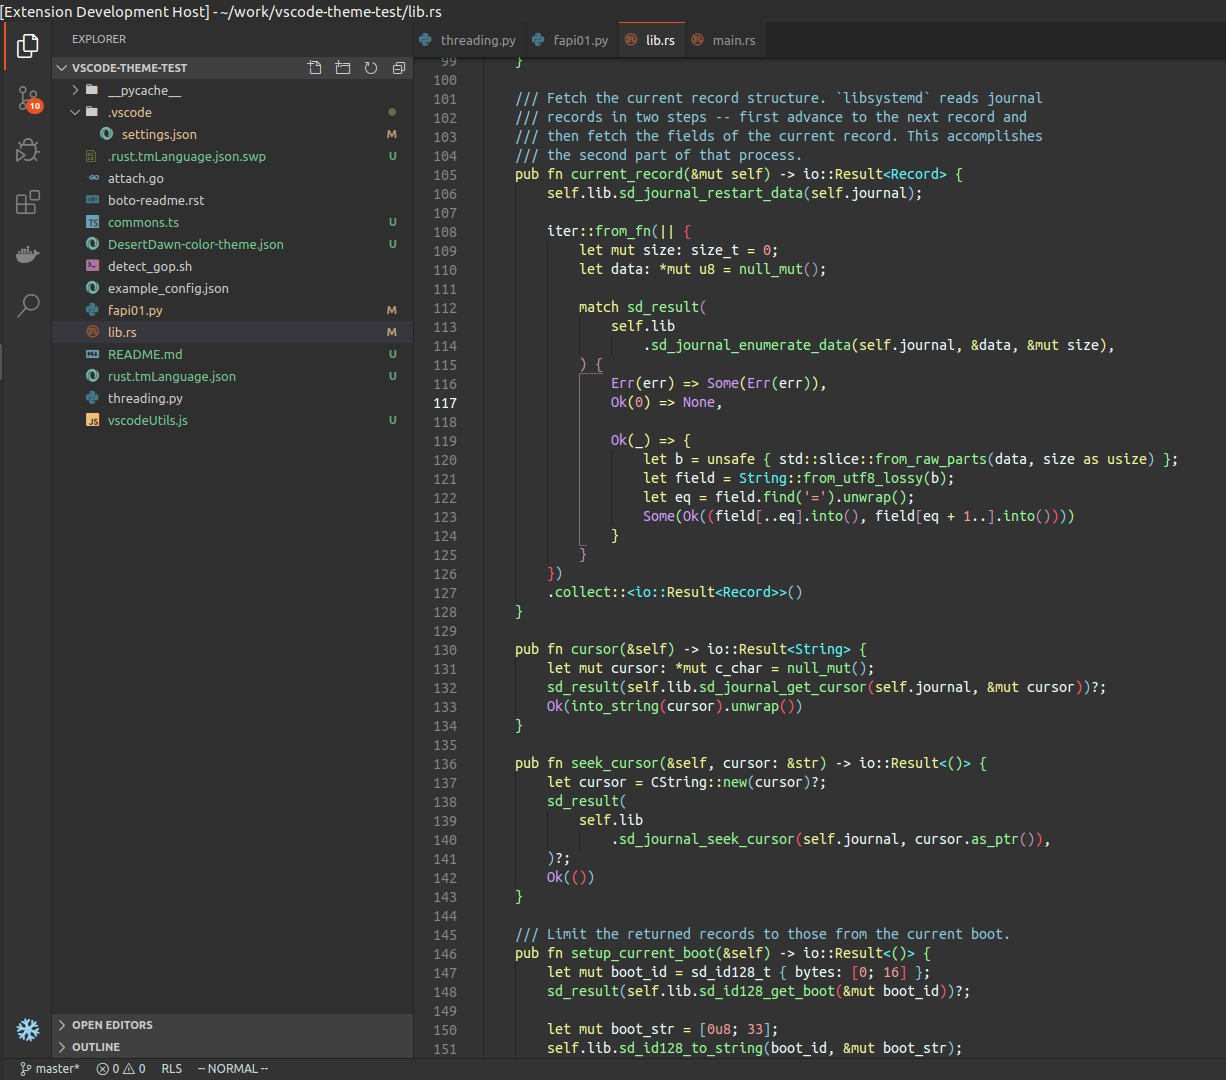 [Extension Development Host] - ~/work/vscode-theme-test/lib.rs
EXPLORER
VSCODE-THEME-TEST
__pycache__
.vscode
settings.json M
.rust.tmLanguage.json.swp U
attach.go
boto-readme.rst
commons.ts U
DesertDawn-color-theme.json U
detect_gop.sh
example_config.json
fapi01.py M
lib.rs M
README.md U
rust.tmLanguage.json U
threading.py
vscodeUtils.js U
OPEN EDITORS
OUTLINE
10
threading.py fapi01.py lib.rs main.rs
99 }
100
101 /// Fetch the current record structure. `libsystemd` reads journal
102 /// records in two steps -- first advance to the next record and
103 /// then fetch the fields of the current record. This accomplishes
104 /// the second part of that process.
105 pub fn current_record(&mut self) -> io::Result<Record> {
106 self.lib.sd_journal_restart_data(self.journal);
107
108 iter::from_fn(|| {
109 let mut size: size_t = 0;
110 let data: *mut u8 = null_mut();
111
112 match sd_result(
113 self.lib
114 .sd_journal_enumerate_data(self.journal, &data, &mut size),
115 ) {
116 Err(err) => Some(Err(err)),
117 Ok(0) => None,
118
119 Ok(_) => {
120 let b = unsafe { std::slice::from_raw_parts(data, size as usize) };
121 let field = String::from_utf8_lossy(b);
122 let eq = field.find('=').unwrap();
123 Some(Ok((field[..eq].into(), field[eq + 1..].into())))
124 }
125 }
126 })
127 .collect::<io::Result<Record>>()
128 }
129
130 pub fn cursor(&self) -> io::Result<String> {
131 let mut cursor: *mut c_char = null_mut();
132 sd_result(self.lib.sd_journal_get_cursor(self.journal, &mut cursor))?;
133 Ok(into_string(cursor).unwrap())
134 }
135
136 pub fn seek_cursor(&self, cursor: &str) -> io::Result<()> {
137 let cursor = CString::new(cursor)?;
138 sd_result(
139 self.lib
140 .sd_journal_seek_cursor(self.journal, cursor.as_ptr()),
141 )?;
142 Ok(())
143 }
144
145 /// Limit the returned records to those from the current boot.
146 pub fn setup_current_boot(&self) -> io::Result<()> {
147 let mut boot_id = sd_id128_t { bytes: [0; 16] };
148 sd_result(self.lib.sd_id128_get_boot(&mut boot_id))?;
149
150 let mut boot_str = [0u8; 33];
151 self.lib.sd_id128_to_string(boot_id, &mut boot_str);
master* 0 0 RLS -- NORMAL --